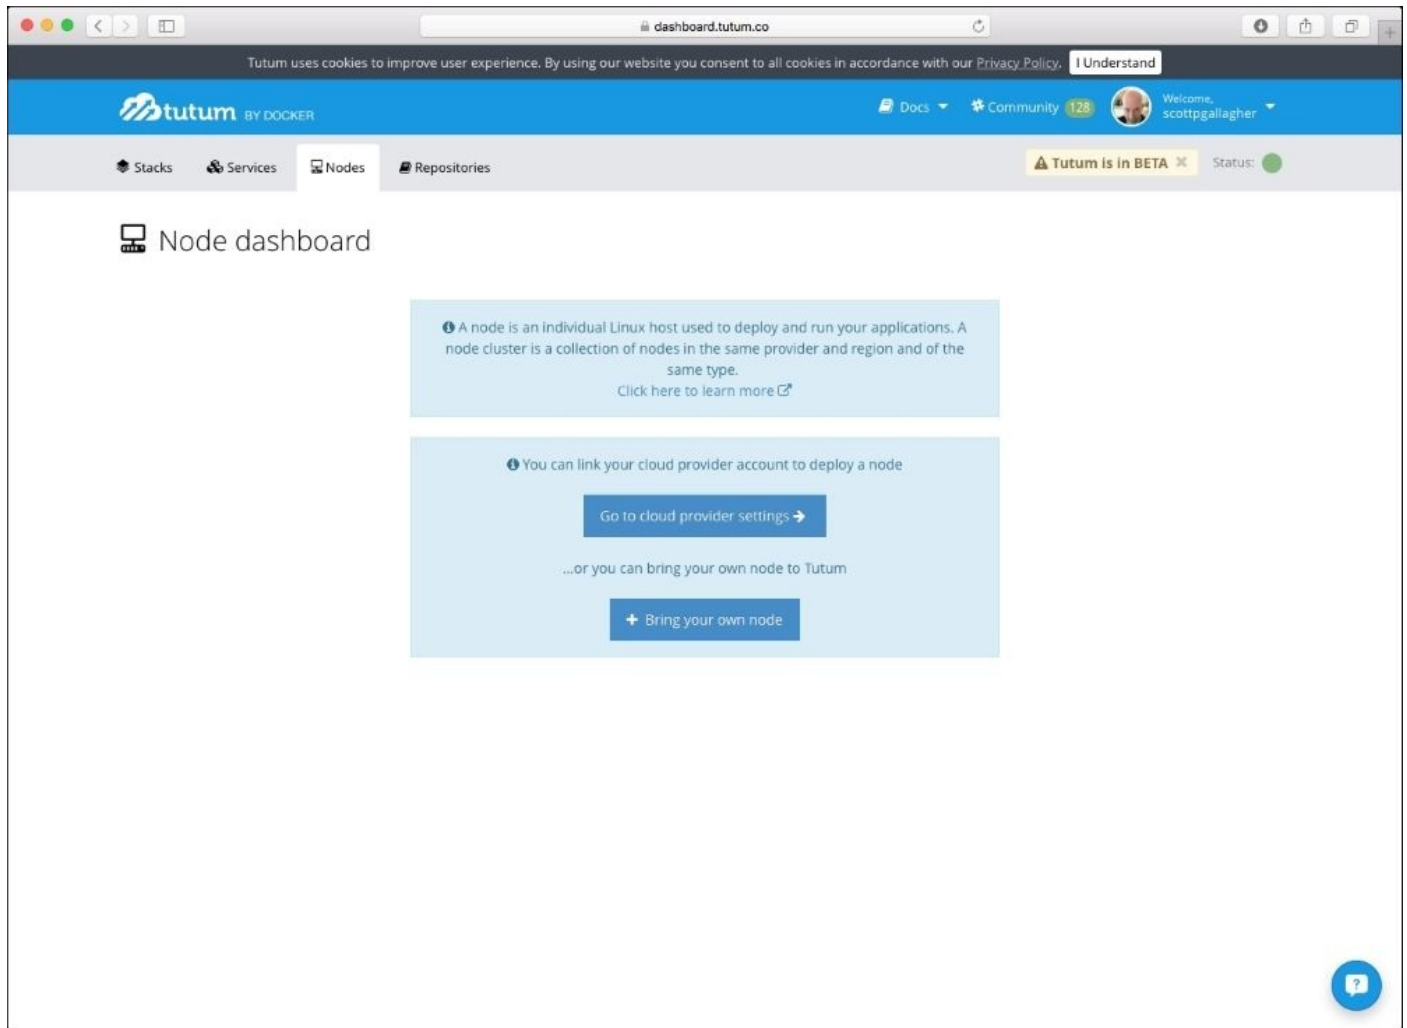 dashboard.tutum.co
Tutum uses cookies to improve user experience. By using our website you consent to all cookies in accordance with our Privacy Policy. I Understand
tutum BY DOCKER
Docs
Community 128
Welcome,
scottpgallagher
Stacks
Services
Nodes
Repositories
Tutum is in BETA
Status:
Node dashboard
A node is an individual Linux host used to deploy and run your applications. A
node cluster is a collection of nodes in the same provider and region and of the
same type.
Click here to learn more
You can link your cloud provider account to deploy a node
Go to cloud provider settings
...or you can bring your own node to Tutum
+ Bring your own node